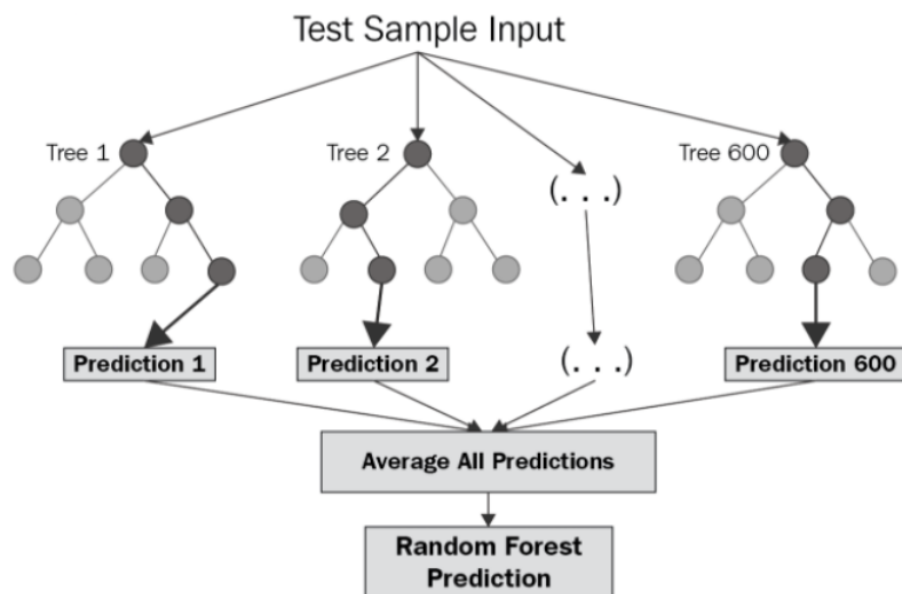 Test Sample Input
Tree 1
Tree 2
(. . .)
Tree 600
Prediction 1
Prediction 2
(. . .)
Prediction 600
Average All Predictions
Random Forest
Prediction